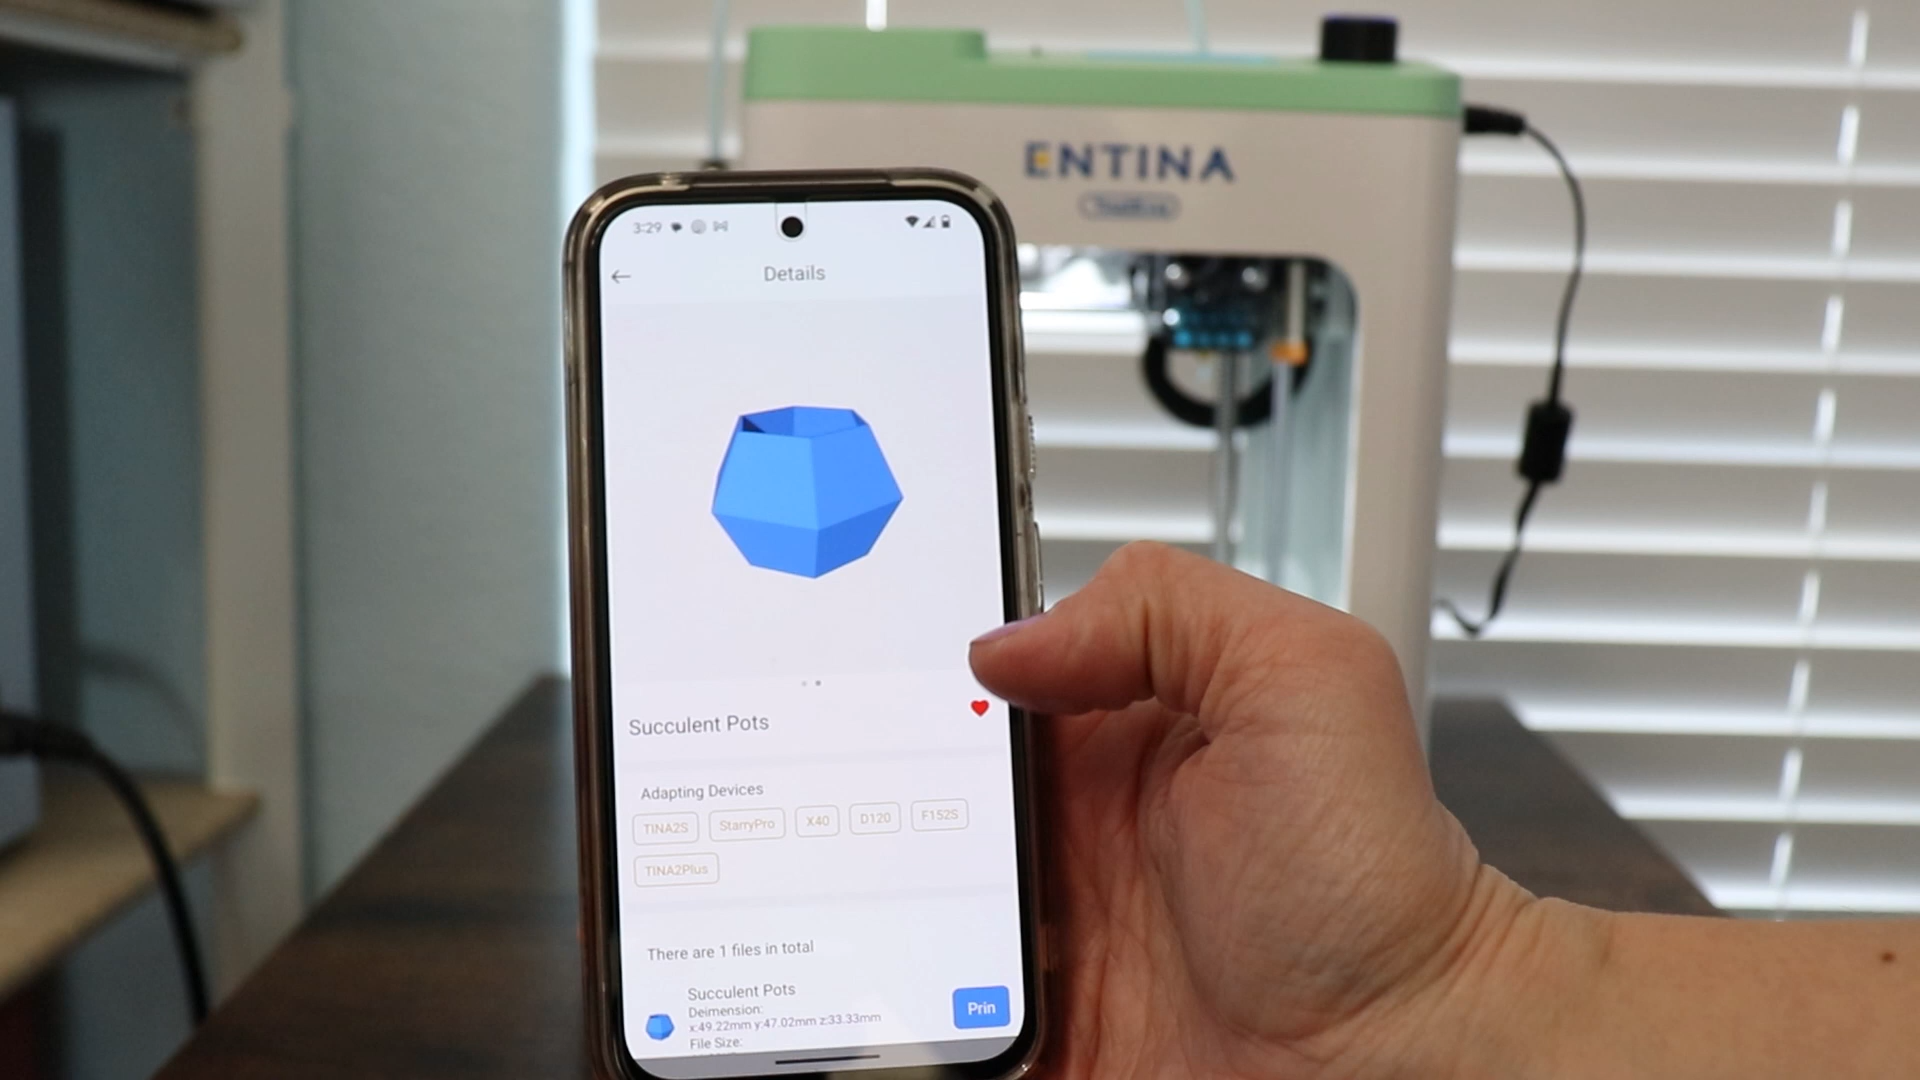 ENTINA
3:29
Details
Succulent Pots
Adapting Devices
TINA2S StarryPro X40 D120 F152S
TINA2Plus
There are 1 files in total
Succulent Pots
Deimension:
x:49.22mm y:47.02mm z:33.33mm
File Size:
Prin